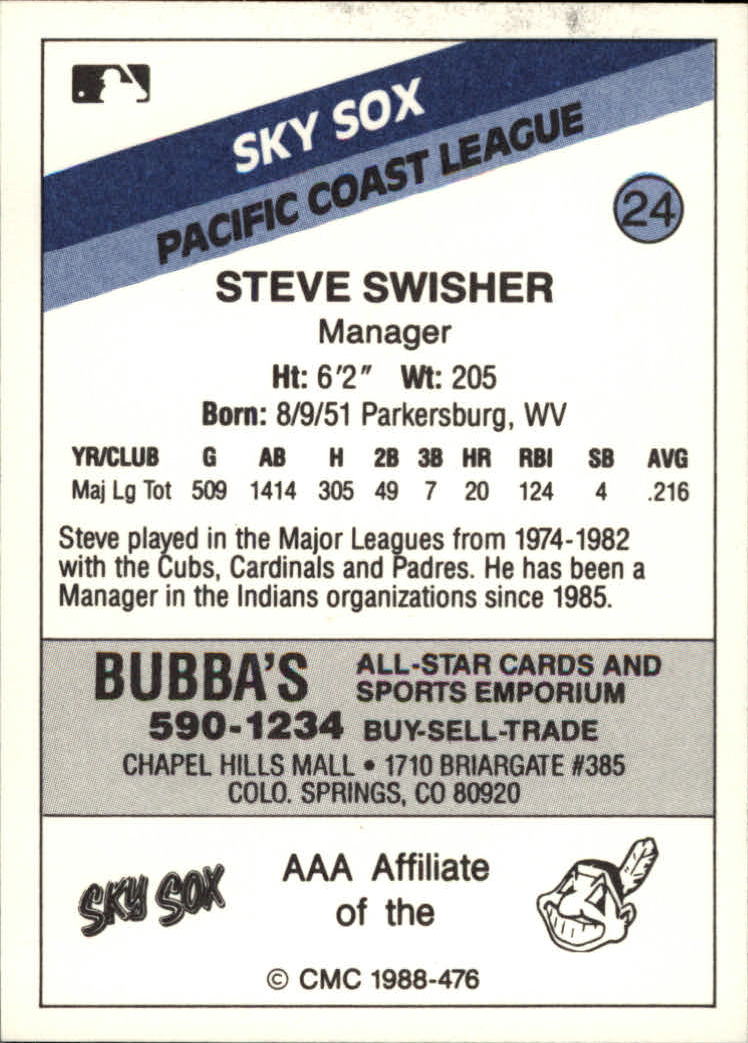 SKY SOX
PACIFIC COAST LEAGUE
24
STEVE SWISHER
Manager
Ht: 6'2" Wt: 205
Born: 8/9/51 Parkersburg, WV
YR/CLUB G AB H 2B 3B HR RBI SB AVG
Maj Lg Tot 509 1414 305 49 7 20 124 4 .216
Steve played in the Major Leagues from 1974-1982
with the Cubs, Cardinals and Padres. He has been a
Manager in the Indians organizations since 1985.
BUBBA'S ALL-STAR CARDS AND
SPORTS EMPORIUM
590-1234 BUY-SELL-TRADE
CHAPEL HILLS MALL • 1710 BRIARGATE #385
COLO. SPRINGS, CO 80920
SKY SOX
AAA Affiliate
of the
© CMC 1988-476